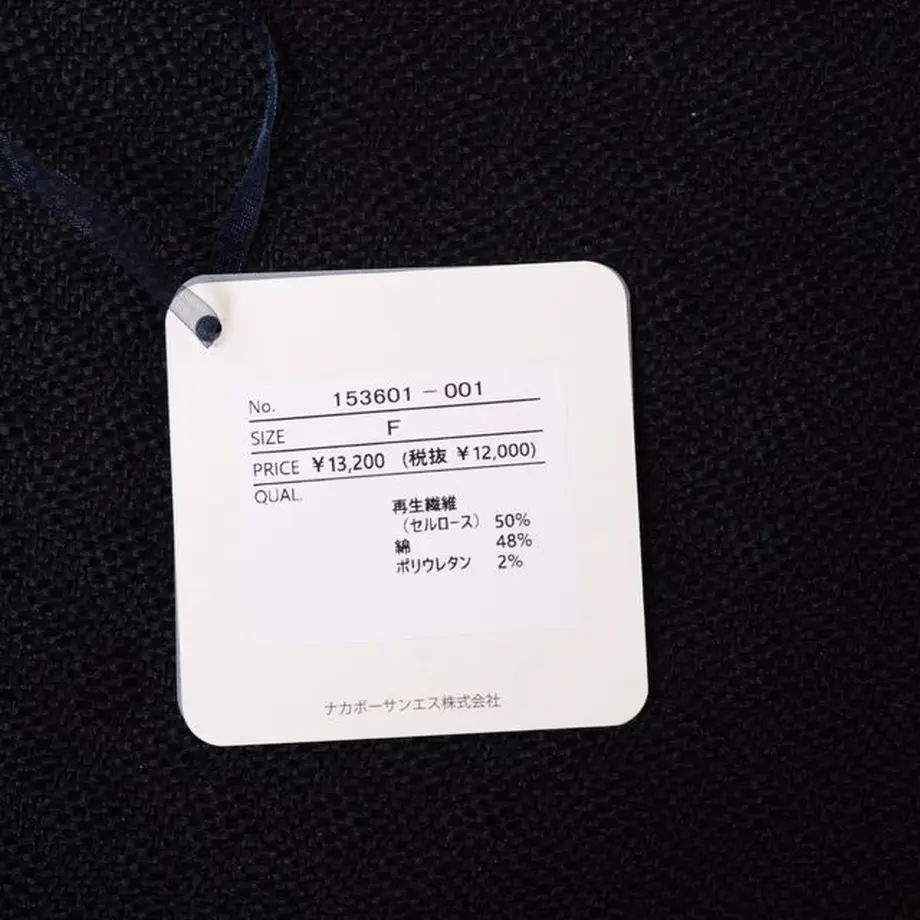 No. 153601-001
SIZE F
PRICE ¥13,200 (税抜 ¥12,000)
QUAL.
再生繊維
(セルロース) 50%
綿 48%
ポリウレタン 2%
ナカボーサンエス株式会社